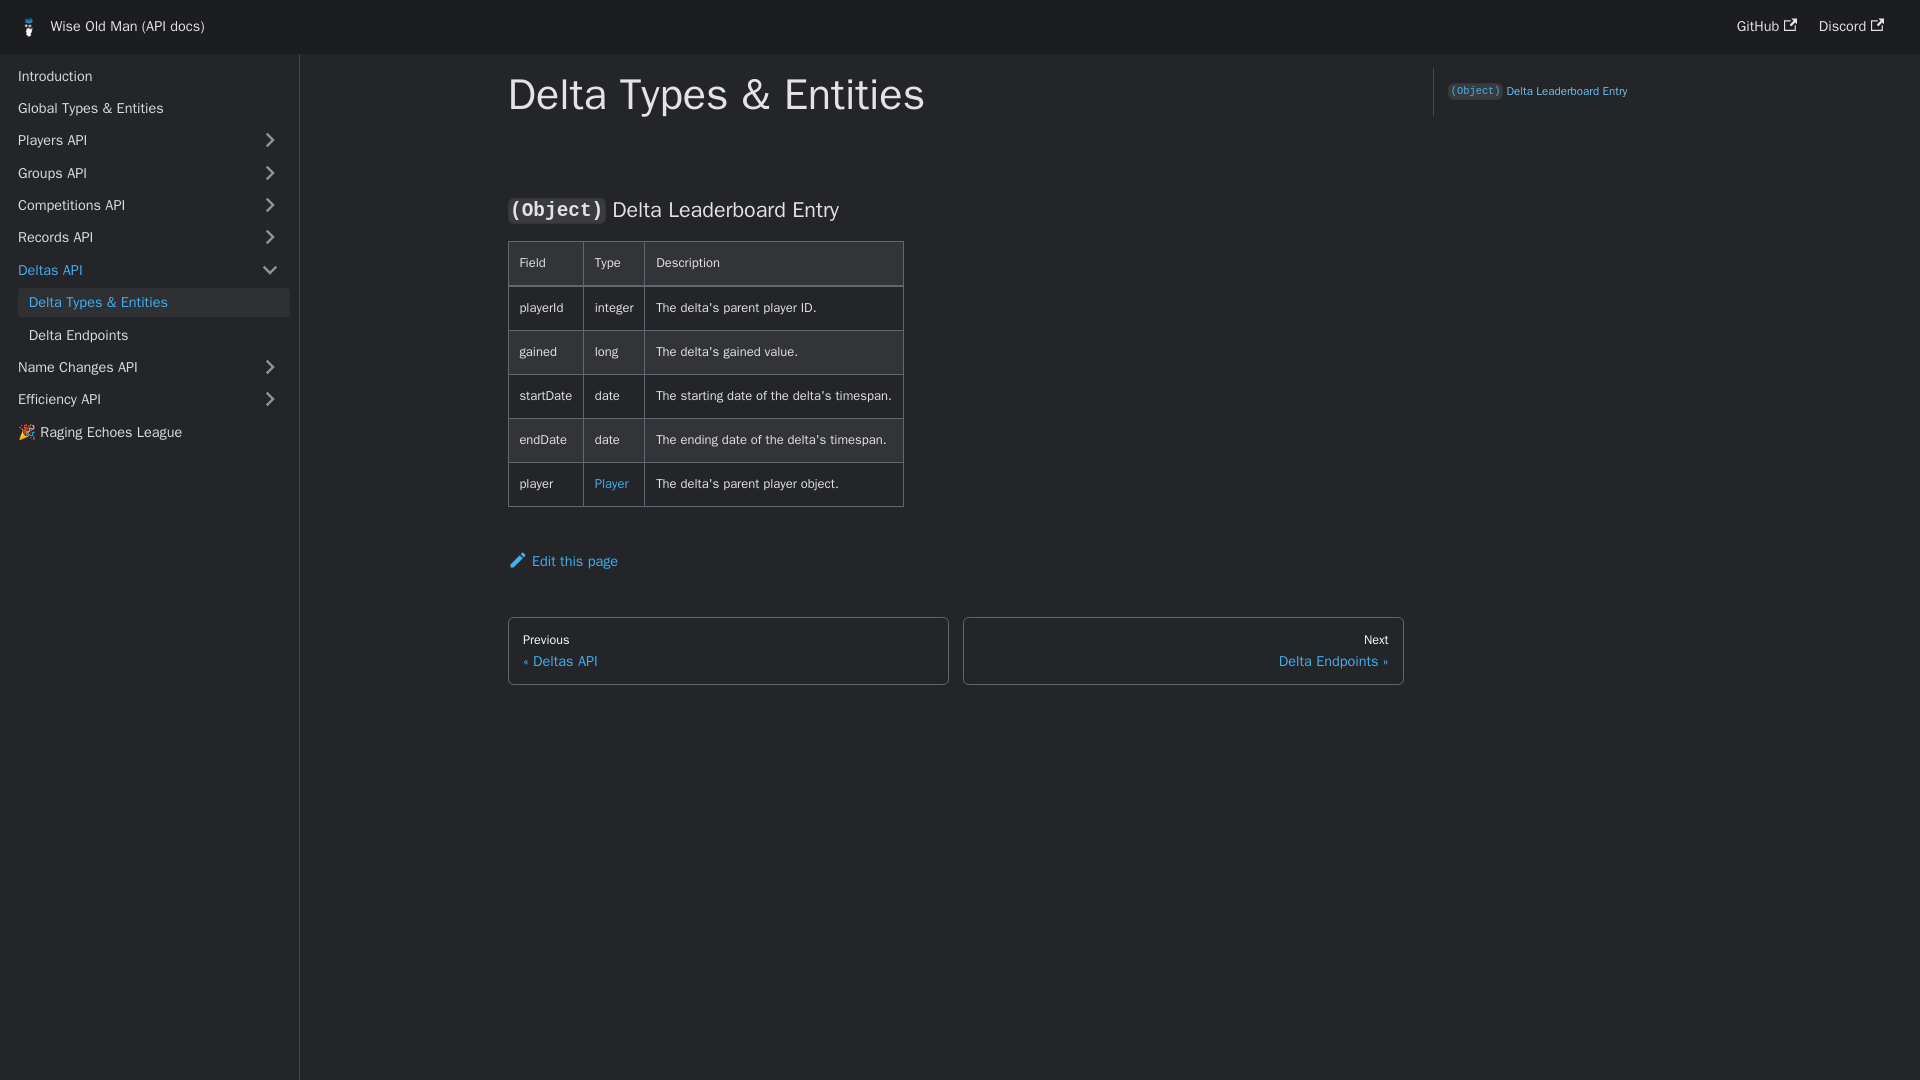 Wise Old Man (API docs)
GitHub
Discord
Introduction
Global Types & Entities
Players API
Groups API
Competitions API
Records API
Deltas API
Delta Types & Entities
Delta Endpoints
Name Changes API
Efficiency API
🎉 Raging Echoes League
Delta Types & Entities
(Object) Delta Leaderboard Entry
Field Type Description
playerId integer The delta's parent player ID.
gained long The delta's gained value.
startDate date The starting date of the delta's timespan.
endDate date The ending date of the delta's timespan.
player Player The delta's parent player object.
Edit this page
Previous
« Deltas API
Next
Delta Endpoints »
(Object) Delta Leaderboard Entry